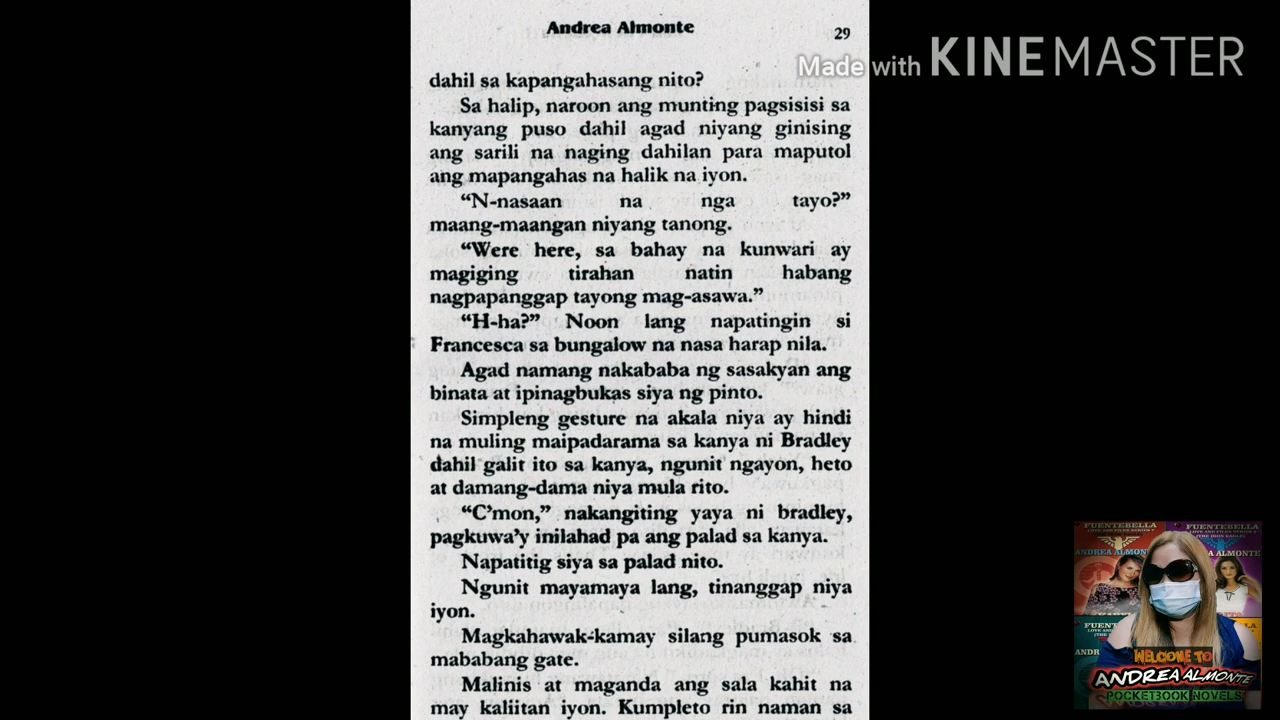 Andrea Almonte
29
Made with KINEMASTER
dahil sa kapangahasang nito?
Sa halip, naroon ang munting pagsisisi sa
kanyang puso dahil agad niyang ginising
ang sarili na naging dahilan para maputol
ang mapangahas na halik na iyon.
“N-nasaan na nga tayo?”
maang-maangan niyang tanong.
“Were here, sa bahay na kunwari ay
magiging tirahan natin habang
nagpapanggap tayong mag-asawa.”
“H-ha?” Noon lang napatingin si
Francesca sa bungalow na nasa harap nila.
Agad namang nakababa ng sasakyan ang
binata at ipinagbukas siya ng pinto.
Simpleng gesture na akala niya ay hindi
na muling maipadarama sa kanya ni Bradley
dahil galit ito sa kanya, ngunit ngayon, heto
at damang-dama niya mula rito.
“C’mon,” nakangiting yaya ni bradley,
pagkuwa’y inilahad pa ang palad sa kanya.
Napatitig siya sa palad nito.
Ngunit mayamaya lang, tinanggap niya
iyon.
Magkahawak-kamay silang pumasok sa
mababang gate.
Malinis at maganda ang sala kahit na
may kaliitan iyon. Kumpleto rin naman sa
FUENTEBELLA
FUENTEBELLA
ANDREA ALMON
ALMONTE
WELCOME TO
ANDREA ALMONTE
POCKETBOOK NOVELS